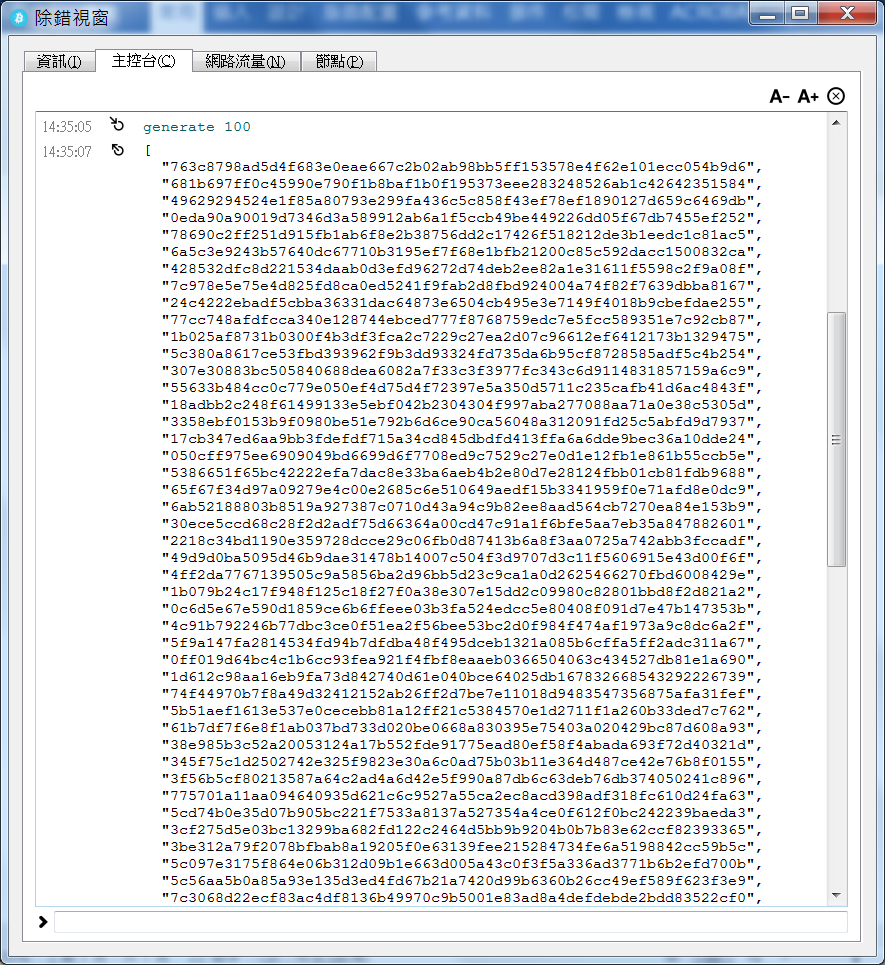 除錯視窗
資訊(I) 主控台(C) 網路流量(N) 節點(P)
A- A+
14:35:05 generate 100
14:35:07 [
"763c8798ad5d4f683e0eae667c2b02ab98bb5ff153578e4f62e101ecc054b9d6",
"681b697ff0c45990e790f1b8baf1b0f195373eee283248526ab1c42642351584",
"49629294524e1f85a80793e299fa436c5c858f43ef78ef1890127d659c6469db",
"0eda90a90019d7346d3a589912ab6a1f5ccb49be449226dd05f67db7455ef252",
"78690c2ff251d915fb1ab6f8e2b38756dd2c17426f518212de3b1eedc1c81ac5",
"6a5c3e9243b57640dc67710b3195ef7f68e1bfb21200c85c592dacc1500832ca",
"428532dfc8d221534daab0d3efd96272d74deb2ee82a1e31611f5598c2f9a08f",
"7c978e5e75e4d825fd8ca0ed5241f9fab2d8fbd924004a74f82f7639dbba8167",
"24c4222ebadf5cbba36331dac64873e6504cb495e3e7149f4018b9cbefdae255",
"77cc748afdfcca340e128744ebced777f8768759edc7e5fcc589351e7c92cb87",
"1b025af8731b0300f4b3df3fca2c7229c27ea2d07c96612ef6412173b1329475",
"5c380a8617ce53fbd393962f9b3dd93324fd735da6b95cf8728585adf5c4b254",
"307e30883bc505840688dea6082a7f33c3f3977fc343c6d9114831857159a6c9",
"55633b484cc0c779e050ef4d75d4f72397e5a350d5711c235cafb41d6ac4843f",
"18adbb2c248f61499133e5ebf042b2304304f997aba277088aa71a0e38c5305d",
"3358ebf0153b9f0980be51e792b6d6ce90ca56048a312091fd25c5abfd9d7937",
"17cb347ed6aa9bb3fdefdf715a34cd845dbdfd413ffa6a6dde9bec36a10dde24",
"050cff975ee6909049bd6699d6f7708ed9c7529c27e0d1e12fb1e861b55ccb5e",
"5386651f65bc42222efa7dac8e33ba6aeb4b2e80d7e28124fbb01cb81fdb9688",
"65f67f34d97a09279e4c00e2685c6e510649aedf15b3341959f0e71afd8e0dc9",
"6ab52188803b8519a927387c0710d43a94c9b82ee8aad564cb7270ea84e153b9",
"30ece5ccd68c28f2d2adf75d66364a00cd47c91a1f6bfe5aa7eb35a847882601",
"2218c34bd1190e359728dcce29c06fb0d87413b6a8f3aa0725a742abb3fccadf",
"49d9d0ba5095d46b9dae31478b14007c504f3d9707d3c11f5606915e43d00f6f",
"4ff2da7767139505c9a5856ba2d96bb5d23c9ca1a0d2625466270fbd6008429e",
"1b079b24c17f948f125c18f27f0a38e307e15dd2c09980c82801bbd8f2d821a2",
"0c6d5e67e590d1859ce6b6ffeee03b3fa524edcc5e80408f091d7e47b147353b",
"4c91b792246b77dbc3ce0f51ea2f56bee53bc2d0f984f474af1973a9c8dc6a2f",
"5f9a147fa2814534fd94b7dfdba48f495dceb1321a085b6cffa5ff2adc311a67",
"0ff019d64bc4c1b6cc93fea921f4fbf8eaaeb0366504063c434527db81e1a690",
"1d612c98aa16eb9fa73d842740d61e040bce64025db167832668543292226739",
"74f44970b7f8a49d32412152ab26ff2d7be7e11018d9483547356875afa31fef",
"5b51aef1613e537e0cecebb81a12ff21c5384570e1d2711f1a260b33ded7c762",
"61b7df7f6e8f1ab037bd733d020be0668a830395e75403a020429bc87d608a93",
"38e985b3c52a20053124a17b552fde91775ead80ef58f4abada693f72d40321d",
"345f75c1d2502742e325f9823e30a6c0ad75b03b11e364d487ce42e76b8f0155",
"3f56b5cf80213587a64c2ad4a6d42e5f990a87db6c63deb76db374050241c896",
"775701a11aa094640935d621c6c9527a55ca2ec8acd398adf318fc610d24fa63",
"5cd74b0e35d07b905bc221f7533a8137a527354a4ce0f612f0bc242239baeda3",
"3cf275d5e03bc13299ba682fd122c2464d5bb9b9204b0b7b83e62ccf82393365",
"3be312a79f2078bfbab8a19205f0e63139fee215284734fe6a5198842cc59b5c",
"5c097e3175f864e06b312d09b1e663d005a43c0f3f5a336ad3771b6b2efd700b",
"5c56aa5b0a85a93e135d3ed4fd67b21a7420d99b6360b26cc49ef589f623f3e9",
"7c3068d22ecf83ac4df8136b49970c9b5001e83ad8a4defdebde2bdd83522cf0",